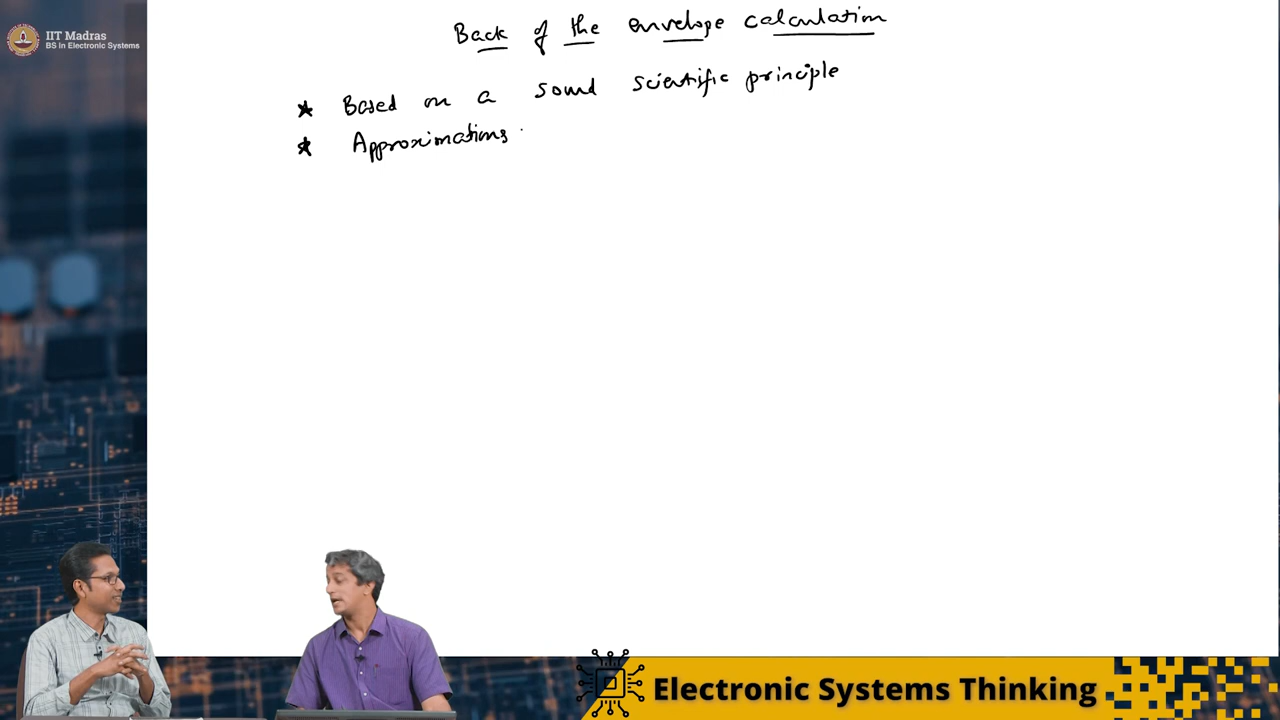 IIT Madras
BS in Electronic Systems
Back of the envelope calculation
★ Based on a sound scientific principle
★ Approximations
Electronic Systems Thinking